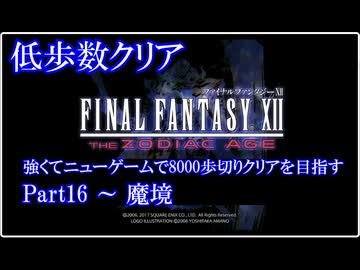 低歩数クリア
ファイナルファンタジーXII
FINAL FANTASY XII
THE ZODIAC AGE
強くてニューゲームで8000歩切りクリアを目指す
Part16 ～ 魔境
©2006, 2017 SQUARE ENIX CO., LTD. All Rights Reserved.
LOGO ILLUSTRATION:©2006 YOSHITAKA AMANO